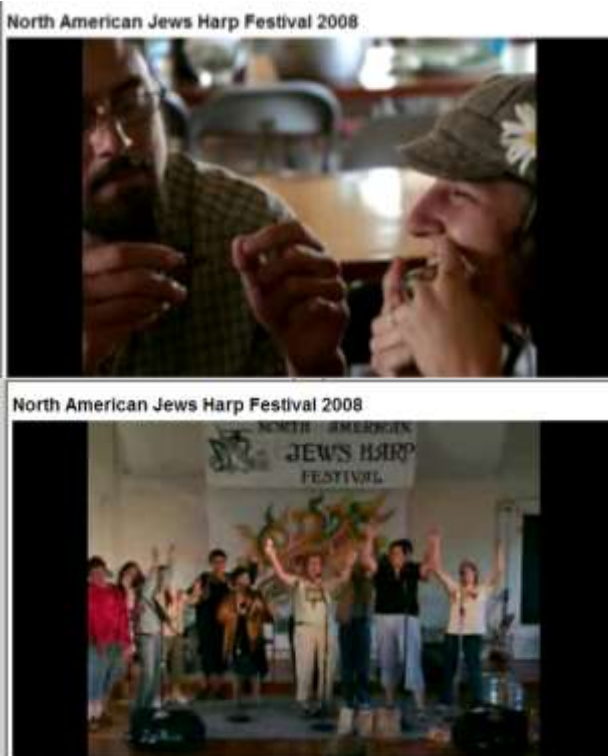 North American Jews Harp Festival 2008
North American Jews Harp Festival 2008
NORTH AMERICAN
JEWS HARP
FESTIVAL